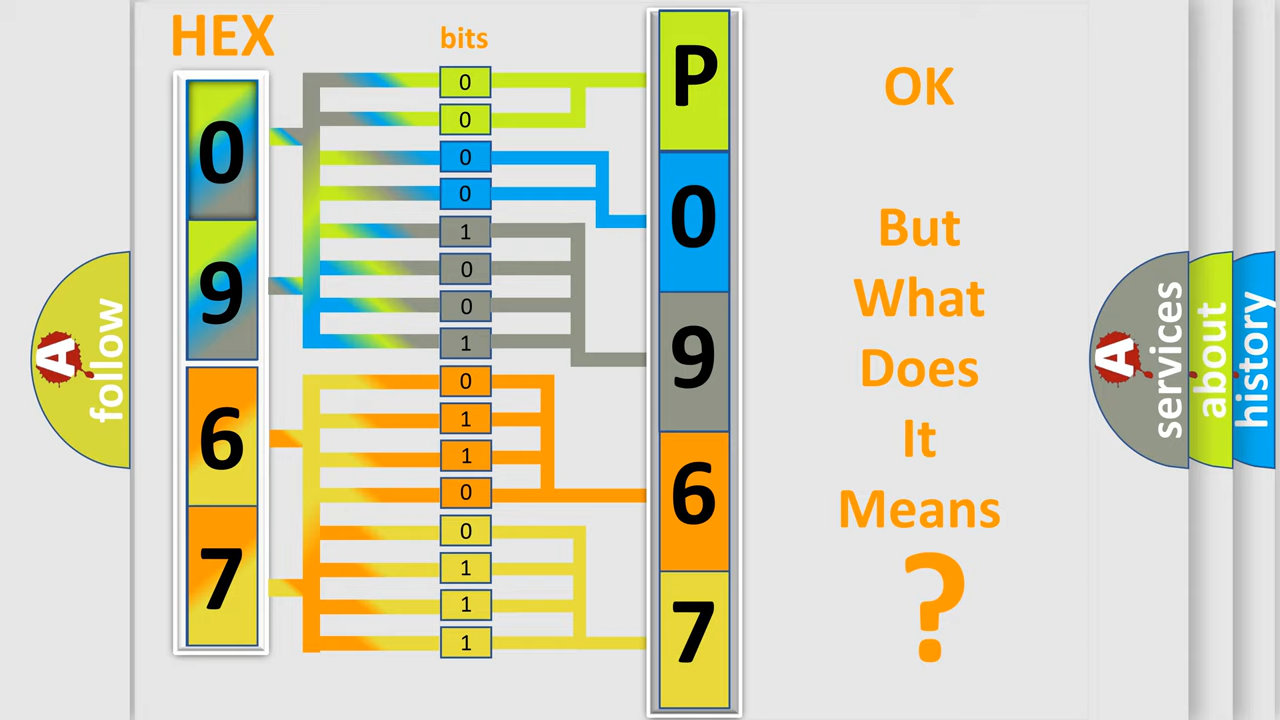 HEX
bits
0
9
6
7
0
0
0
0
1
0
0
1
0
1
1
0
0
1
1
1
P
0
9
6
7
OK
But
What
Does
It
Means
?
A
follow
A
services
about
history